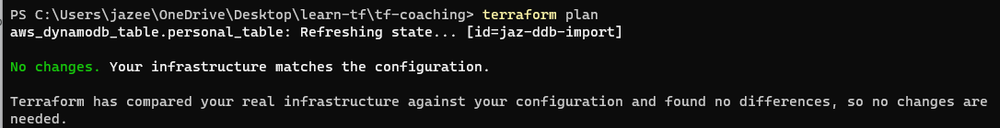 PS C:\Users\jazee\OneDrive\Desktop\learn-tf\tf-coaching> terraform plan
aws_dynamodb_table.personal_table: Refreshing state... [id=jaz-ddb-import]
No changes. Your infrastructure matches the configuration.
Terraform has compared your real infrastructure against your configuration and found no differences, so no changes are
needed.